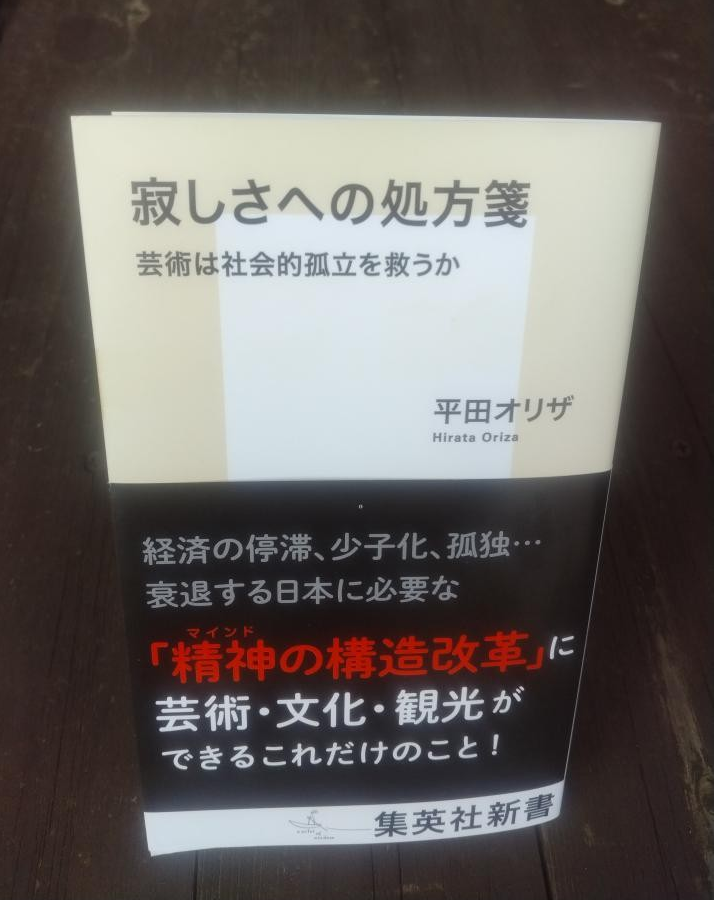 寂しさへの処方箋
芸術は社会的孤立を救うか
平田オリザ
Hirata Oriza
経済の停滞、少子化、孤独…
衰退する日本に必要な
マインド
「精神の構造改革」に
芸術・文化・観光が
できるこれだけのこと!
集英社新書